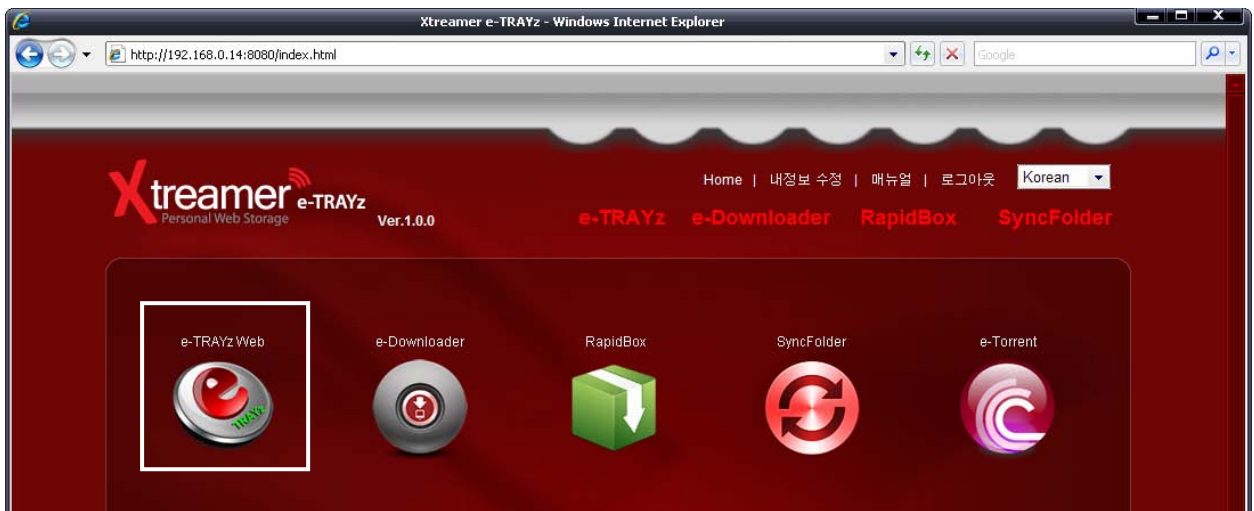 Xtreamer e-TRAYz - Windows Internet Explorer
http://192.168.0.14:8080/index.html
Google
Home | 내정보 수정 | 매뉴얼 | 로그아웃 Korean
Xtreamer e-TRAYz
Personal Web Storage
Ver.1.0.0
e-TRAYz e-Downloader RapidBox SyncFolder
e-TRAYz Web e-Downloader RapidBox SyncFolder e-Torrent
e TRAYz